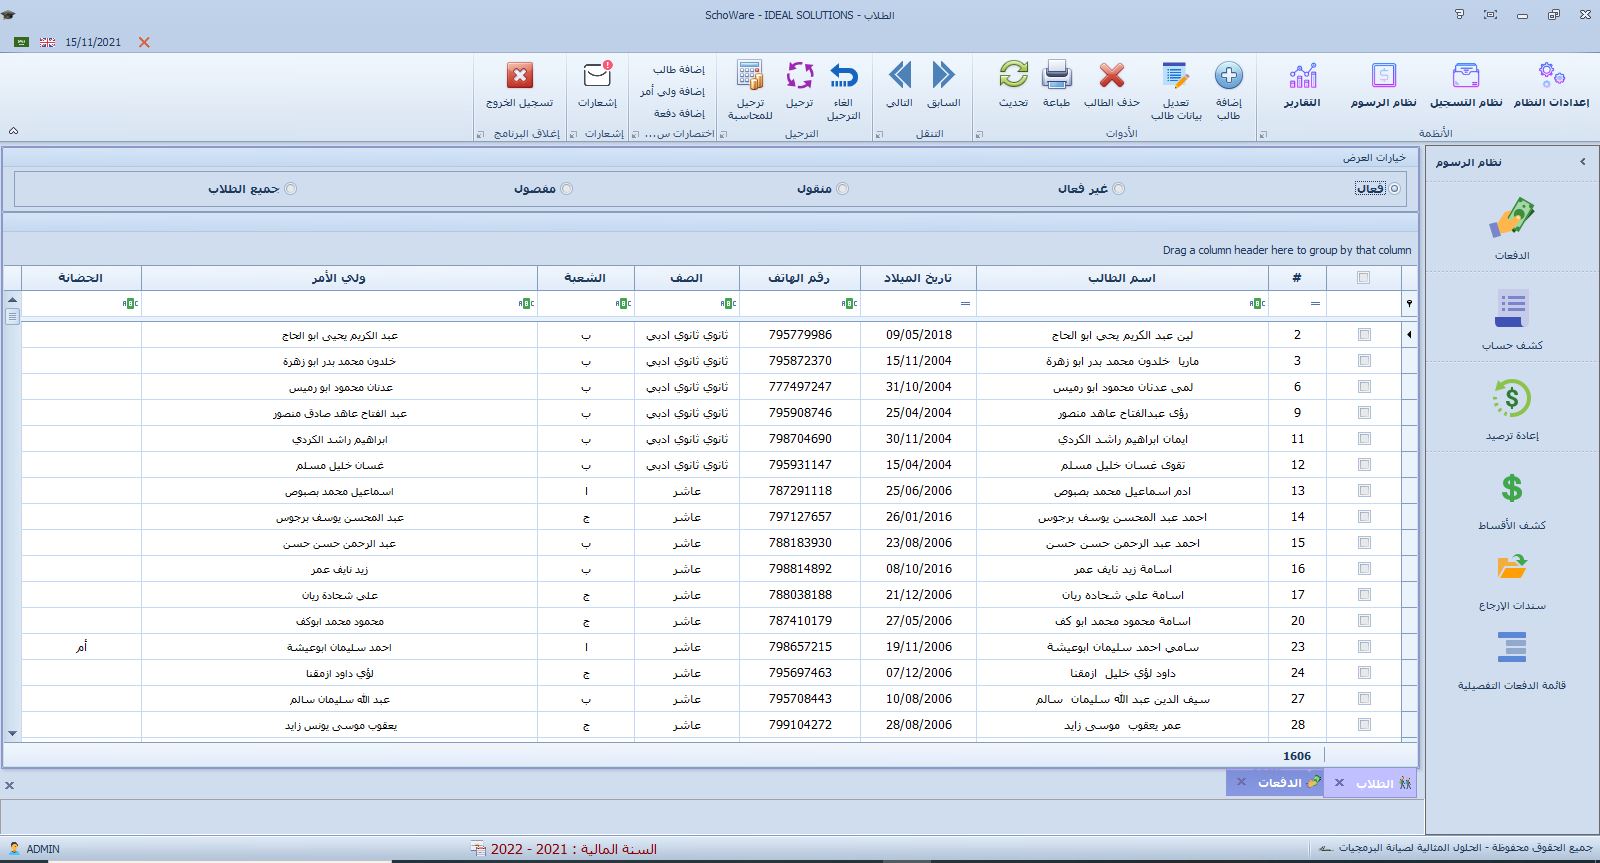 SchoWare - IDEAL SOLUTIONS - الطلاب
15/11/2021
إعدادات النظام
نظام التسجيل
نظام الرسوم
التقارير
الأنظمة
إضافة طالب
تعديل بيانات طالب
حذف الطالب
طباعة
تحديث
الأدوات
السابق
التالي
التنقل
الغاء الترحيل
ترحيل
ترحيل للمحاسبة
الترحيل
إضافة طالب
إضافة ولي أمر
إضافة دفعة
اختصارات س...
إشعارات
إشعارات
تسجيل الخروج
إغلاق البرنامج
نظام الرسوم
الدفعات
كشف حساب
إعادة ترصيد
كشف الأقساط
سندات الإرجاع
قائمة الدفعات التفصيلية
خيارات العرض
فعال غير فعال منقول مفصول جميع الطلاب
Drag a column header here to group by that column
# اسم الطالب تاريخ الميلاد رقم الهاتف الصف الشعبة ولي الأمر الحضانة
2 لين عبد الكريم يحي ابو الحاج 09/05/2018 795779986 ثانوي ثانوي ادبي ب عبد الكريم يحيى ابو الحاج
3 ماريا خلدون محمد بدر ابو زهرة 15/11/2004 795872370 ثانوي ثانوي ادبي ب خلدون محمد بدر ابو زهرة
6 لمى عدنان محمود ابو رميس 31/10/2004 777497247 ثانوي ثانوي ادبي ب عدنان محمود ابو رميس
9 رؤى عبدالفتاح عاهد منصور 25/04/2004 795908746 ثانوي ثانوي ادبي ب عبد الفتاح عاهد صادق منصور
11 ايمان ابراهيم راشد الكردي 30/11/2004 798704690 ثانوي ثانوي ادبي ب ابراهيم راشد الكردي
12 تقوى غسان خليل مسلم 15/04/2004 795931147 ثانوي ثانوي ادبي ب غسان خليل مسلم
13 ادم اسماعيل محمد بصبوص 25/06/2006 787291118 عاشر ا اسماعيل محمد بصبوص
14 احمد عبد المحسن يوسف برجوس 26/01/2016 797127657 عاشر ج عبد المحسن يوسف برجوس
15 احمد عبد الرحمن حسن حسن 23/08/2006 788183930 عاشر ب عبد الرحمن حسن حسن
16 اسامة زيد نايف عمر 08/10/2016 798814892 عاشر ب زيد نايف عمر
17 اسامة علي شحاده ريان 21/12/2006 788038188 عاشر ج علي شحادة ريان
20 اسامة محمود محمد ابو كف 27/05/2006 787410179 عاشر ج محمود محمد ابوكف
23 سامي احمد سليمان ابوعيشة 19/11/2006 798657215 عاشر ا احمد سليمان ابوعيشة أم
24 داود لؤي خليل ازمقنا 07/12/2006 795697463 عاشر ج لؤي داود ازمقنا
27 سيف الدين عبد الله سليمان سالم 10/08/2006 795708443 عاشر ب عبد الله سليمان سالم
28 عمر يعقوب موسى زايد 28/08/2006 799104272 عاشر ج يعقوب موسى يونس زايد
1606
الطلاب الدفعات
جميع الحقوق محفوظة - الحلول المثالية لصيانة البرمجيات
السنة المالية : 2021 - 2022
ADMIN